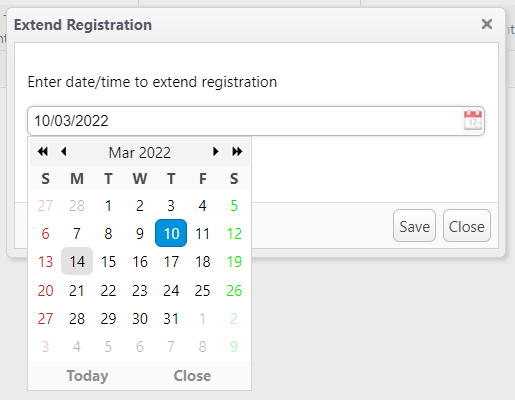 Extend Registration
Enter date/time to extend registration
10/03/2022
Mar 2022
S M T W T F S
27 28 1 2 3 4 5
6 7 8 9 10 11 12
13 14 15 16 17 18 19
20 21 22 23 24 25 26
27 28 29 30 31 1 2
3 4 5 6 7 8 9
Today Close
Save Close